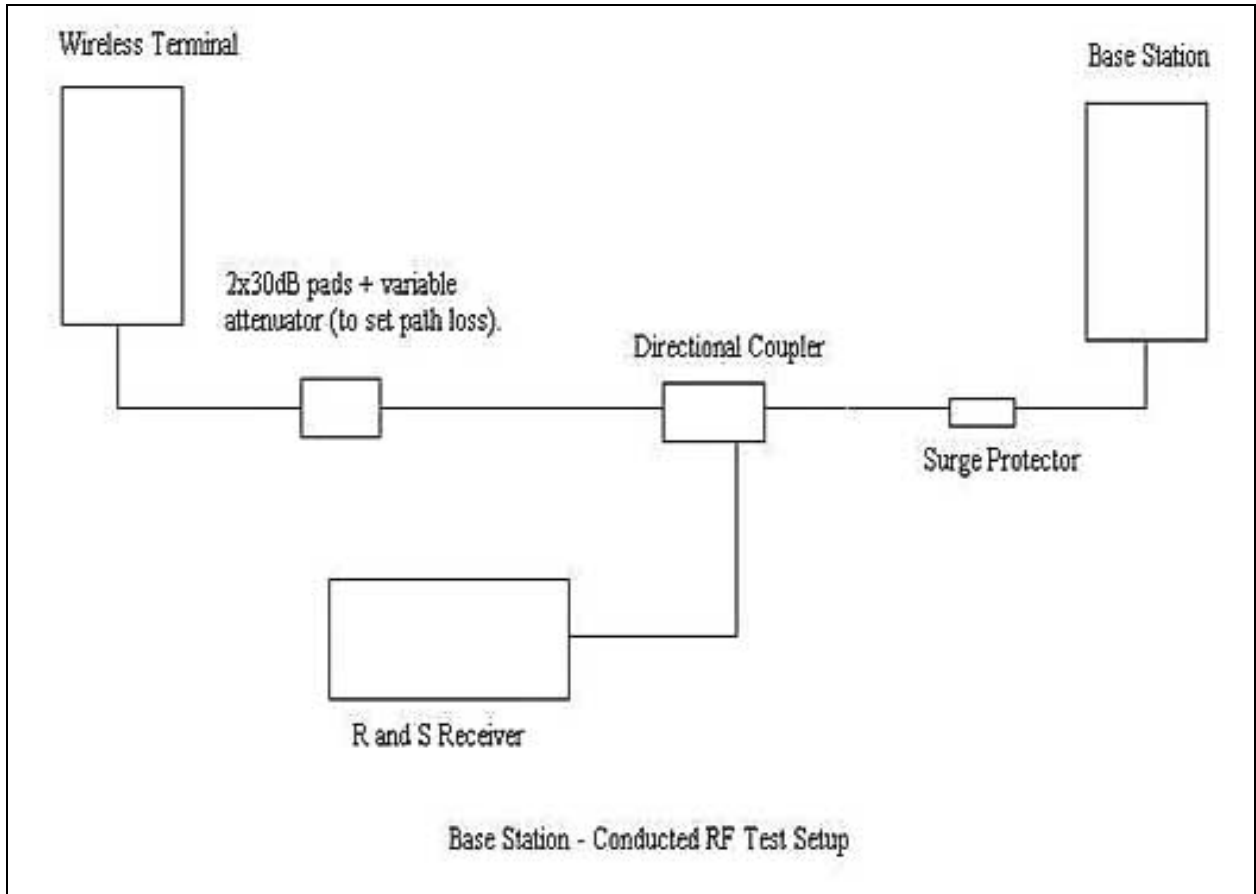 Wireless Terminal
Base Station
2x30dB pads + variable
attenuator (to set path loss).
Directional Coupler
Surge Protector
R and S Receiver
Base Station - Conducted RF Test Setup